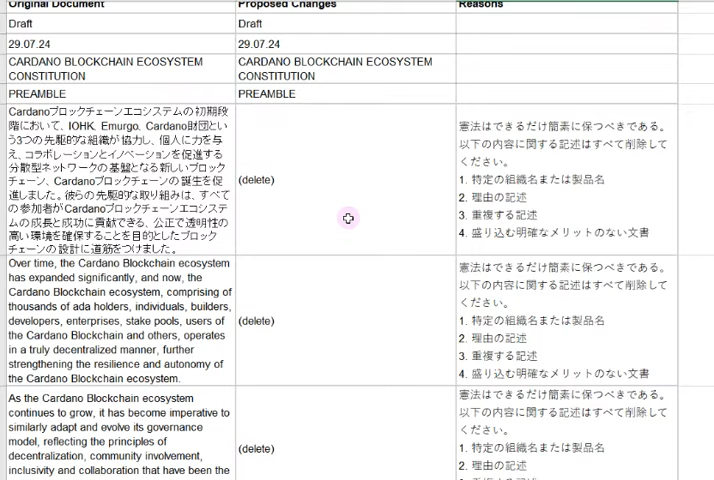 Original Document
Proposed Changes
Reasons
Draft
Draft
29.07.24
29.07.24
CARDANO BLOCKCHAIN ECOSYSTEM
CONSTITUTION
CARDANO BLOCKCHAIN ECOSYSTEM
CONSTITUTION
PREAMBLE
PREAMBLE
Cardanoブロックチェーンエコシステムの初期段
階において、IOHK、Emurgo、Cardano財団とい
う3つの先駆的な組織が協力し、個人に力を与
え、コラボレーションとイノベーションを促進する
分散型ネットワークの基盤となる新しいブロック
チェーン、Cardanoブロックチェーンの誕生を促
進しました。彼らの先駆的な取り組みは、すべて
の参加者がCardanoブロックチェーンエコシステ
ムの成長と成功に貢献できる、公正で透明性の
高い環境を確保することを目的としたブロック
チェーンの設計に道筋をつけました。
(delete)
憲法はできるだけ簡素に保つべきである。
以下の内容に関する記述はすべて削除して
ください。
1. 特定の組織名または製品名
2. 理由の記述
3. 重複する記述
4. 盛り込む明確なメリットのない文書
Over time, the Cardano Blockchain ecosystem
has expanded significantly, and now, the
Cardano Blockchain ecosystem, comprising of
thousands of ada holders, individuals, builders,
developers, enterprises, stake pools, users of
the Cardano Blockchain and others, operates
in a truly decentralized manner, further
strengthening the resilience and autonomy of
the Cardano Blockchain ecosystem.
(delete)
憲法はできるだけ簡素に保つべきである。
以下の内容に関する記述はすべて削除して
ください。
1. 特定の組織名または製品名
2. 理由の記述
3. 重複する記述
4. 盛り込む明確なメリットのない文書
As the Cardano Blockchain ecosystem
continues to grow, it has become imperative to
similarly adapt and evolve its governance
model, reflecting the principles of
decentralization, community involvement,
inclusivity and collaboration that have been the
(delete)
憲法はできるだけ簡素に保つべきである。
以下の内容に関する記述はすべて削除して
ください。
1. 特定の組織名または製品名
2. 理由の記述